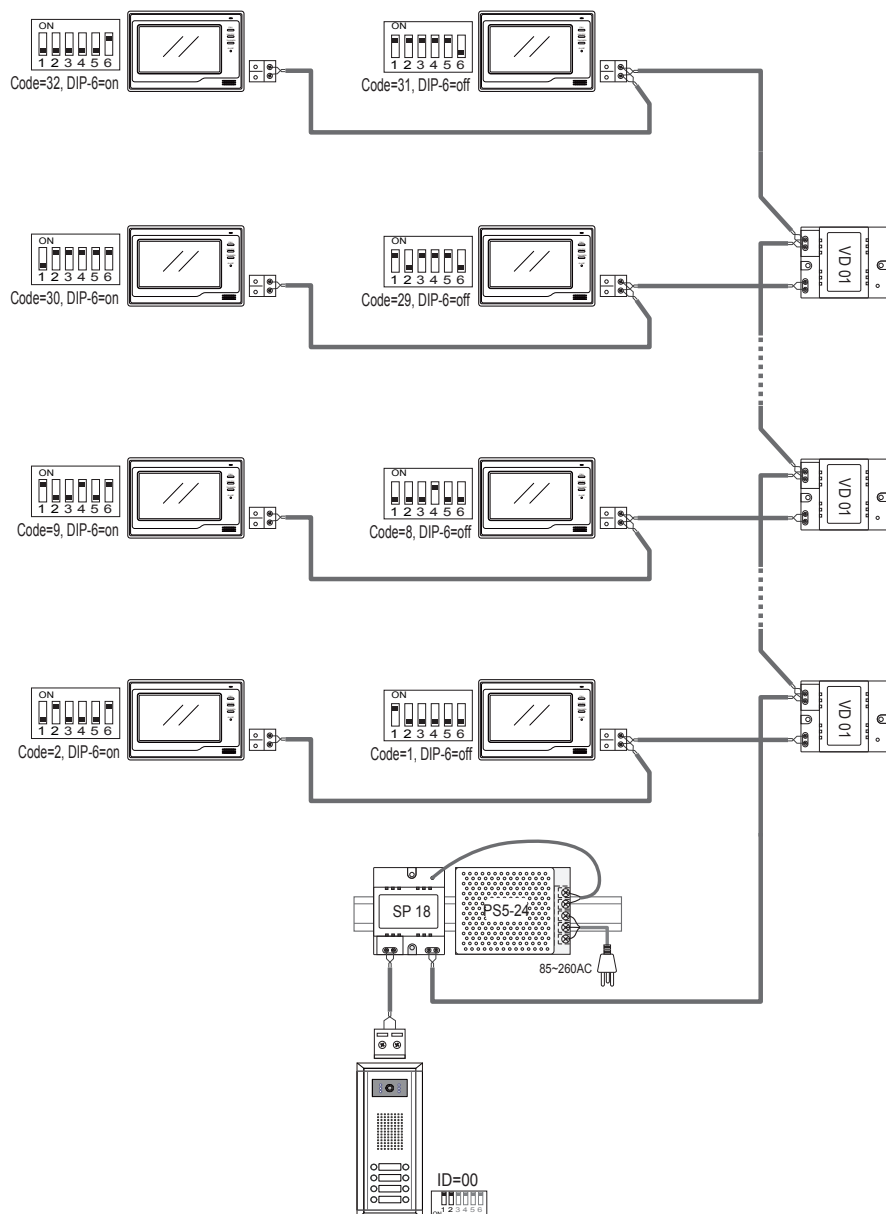 ON
1 2 3 4 5 6
Code=32, DIP-6=on
ON
1 2 3 4 5 6
Code=31, DIP-6=off
VD 01
ON
1 2 3 4 5 6
Code=30, DIP-6=on
ON
1 2 3 4 5 6
Code=29, DIP-6=off
VD 01
ON
1 2 3 4 5 6
Code=9, DIP-6=on
ON
1 2 3 4 5 6
Code=8, DIP-6=off
VD 01
ON
1 2 3 4 5 6
Code=2, DIP-6=on
ON
1 2 3 4 5 6
Code=1, DIP-6=off
SP 18
PS5-24
85~260AC
ID=00
1 2 3 4 5 6
ON